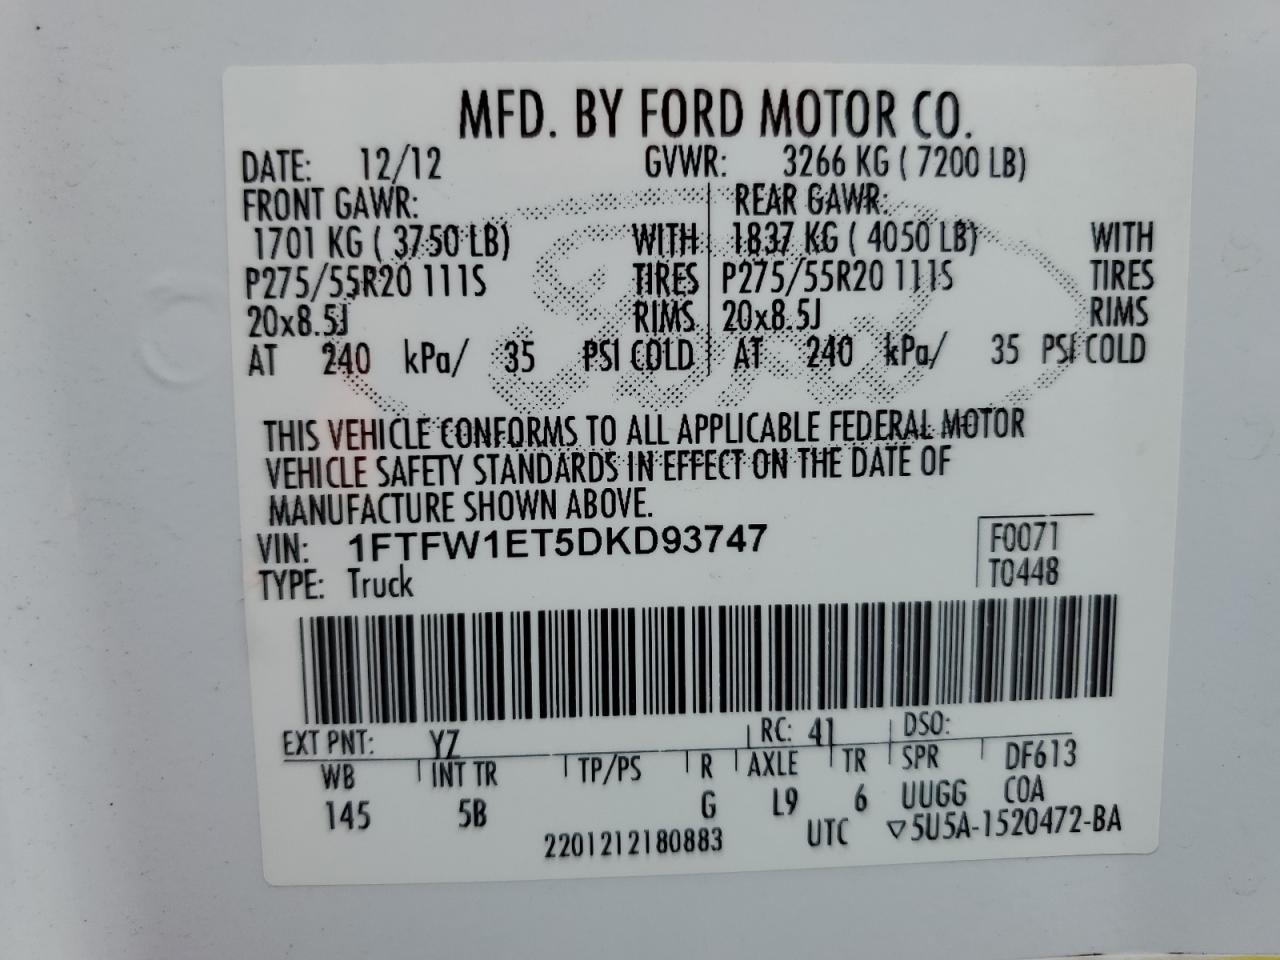 MFD. BY FORD MOTOR CO.
DATE: 12/12 GVWR: 3266 KG ( 7200 LB)
FRONT GAWR: REAR GAWR:
1701 KG ( 3750 LB) WITH 1837 KG ( 4050 LB) WITH
P275/55R20 111S TIRES P275/55R20 111S TIRES
20x8.5J RIMS 20x8.5J RIMS
AT 240 kPa/ 35 PSI COLD AT 240 kPa/ 35 PSI COLD
THIS VEHICLE CONFORMS TO ALL APPLICABLE FEDERAL MOTOR
VEHICLE SAFETY STANDARDS IN EFFECT ON THE DATE OF
MANUFACTURE SHOWN ABOVE.
VIN: 1FTFW1ET5DKD93747 F0071
TYPE: Truck T0448
EXT PNT: YZ RC: 41 DSO:
WB INT TR TP/PS R AXLE TR SPR DF613
145 5B G L9 6 UUGG COA
2201212180883 UTC ▽5U5A-1520472-BA
Ford